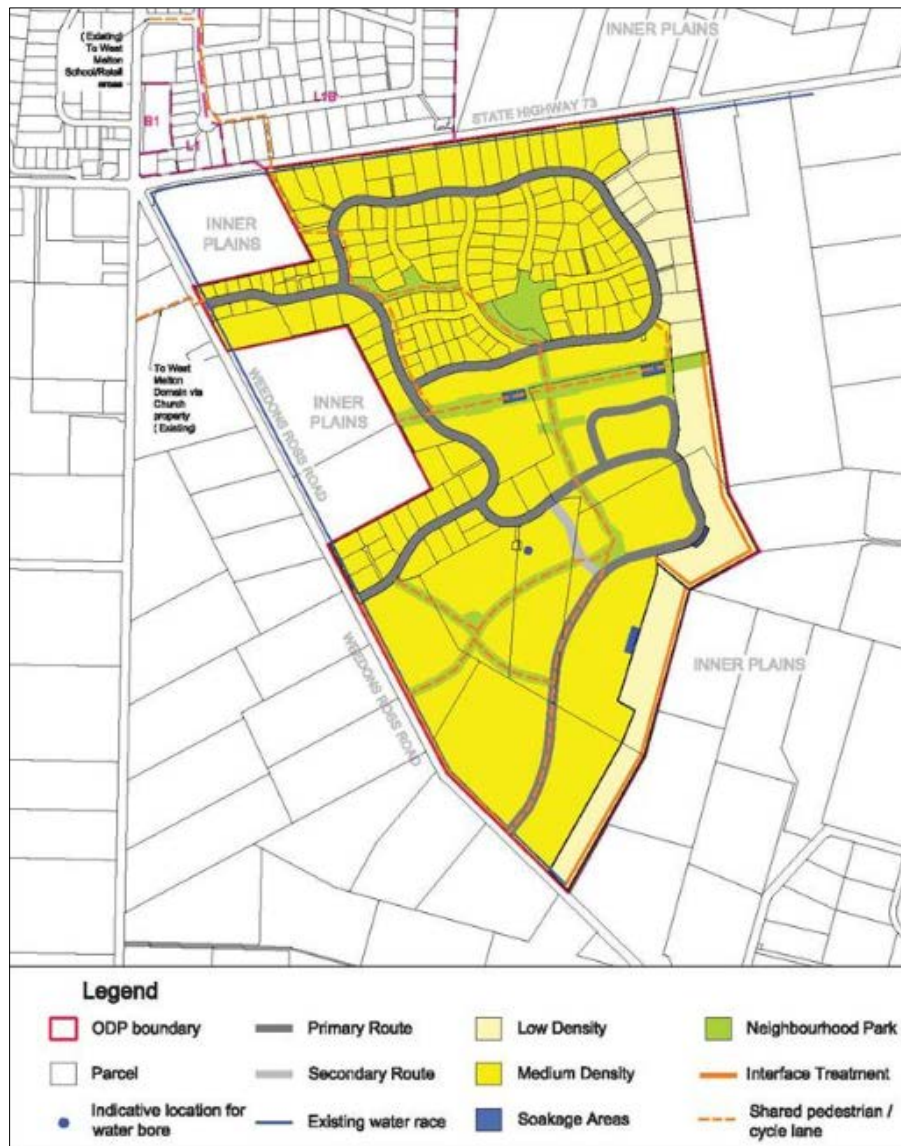 ( Existing)
To West
Melton
School/Retail
areas
INNER PLAINS
L1B
B1
L1
STATE HIGHWAY 73
INNER
PLAINS
To West
Melton
Domain via
Church
property
( Existing)
WEEDONS ROSS ROAD
INNER
PLAINS
WEEDONS ROSS ROAD
INNER PLAINS
Legend
ODP boundary
Primary Route
Low Density
Neighbourhood Park
Parcel
Secondary Route
Medium Density
Interface Treatment
Indicative location for
water bore
Existing water race
Soakage Areas
Shared pedestrian /
cycle lane